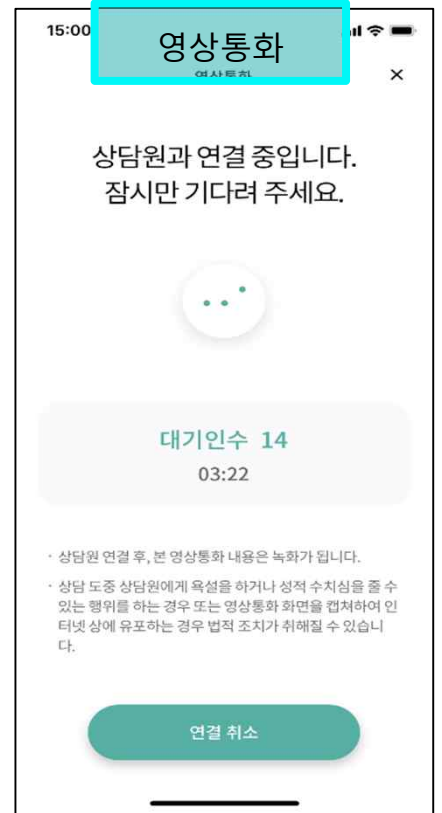 15:00
영상통화
영상통화
상담원과 연결 중입니다.
잠시만 기다려 주세요.
대기인수 14
03:22
· 상담원 연결 후, 본 영상통화 내용은 녹화가 됩니다.
· 상담 도중 상담원에게 욕설을 하거나 성적 수치심을 줄 수
있는 행위를 하는 경우 또는 영상통화 화면을 캡쳐하여 인
터넷 상에 유포하는 경우 법적 조치가 취해질 수 있습니
다.
연결 취소